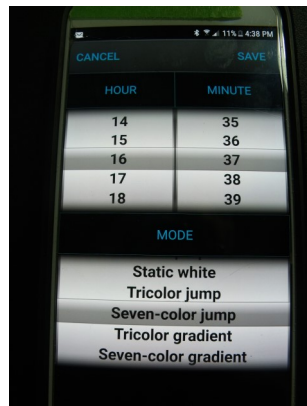 11% 4:38 PM
CANCEL SAVE
HOUR MINUTE
14 35
15 36
16 37
17 38
18 39
MODE
Static white
Tricolor jump
Seven-color jump
Tricolor gradient
Seven-color gradient